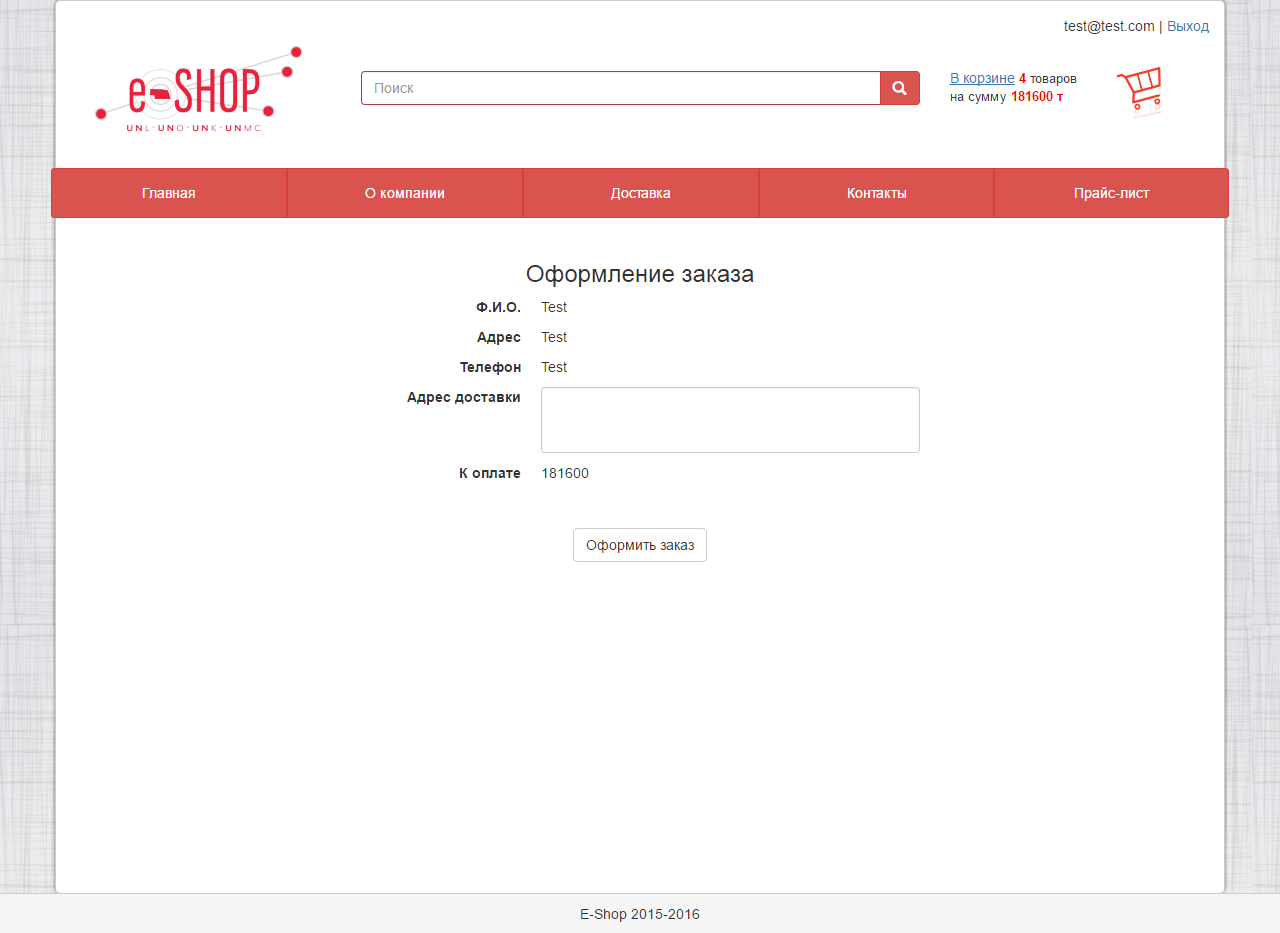 test@test.com | Выход
e-SHOP
UNL·UNO·UNK·UNMC
Поиск
В корзине 4 товаров
на сумму 181600 т
Главная
О компании
Доставка
Контакты
Прайс-лист
Оформление заказа
Ф.И.О. Test
Адрес Test
Телефон Test
Адрес доставки
К оплате 181600
Оформить заказ
E-Shop 2015-2016